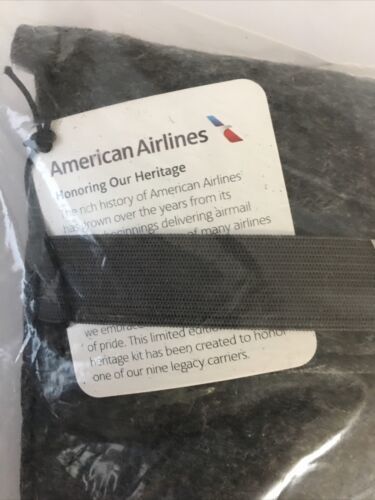 American Airlines
Honoring Our Heritage
The rich history of American Airlines
has grown over the years from its
beginnings delivering airmail
of many airlines
we embrace
of pride. This limited edition
heritage kit has been created to honor
one of our nine legacy carriers.